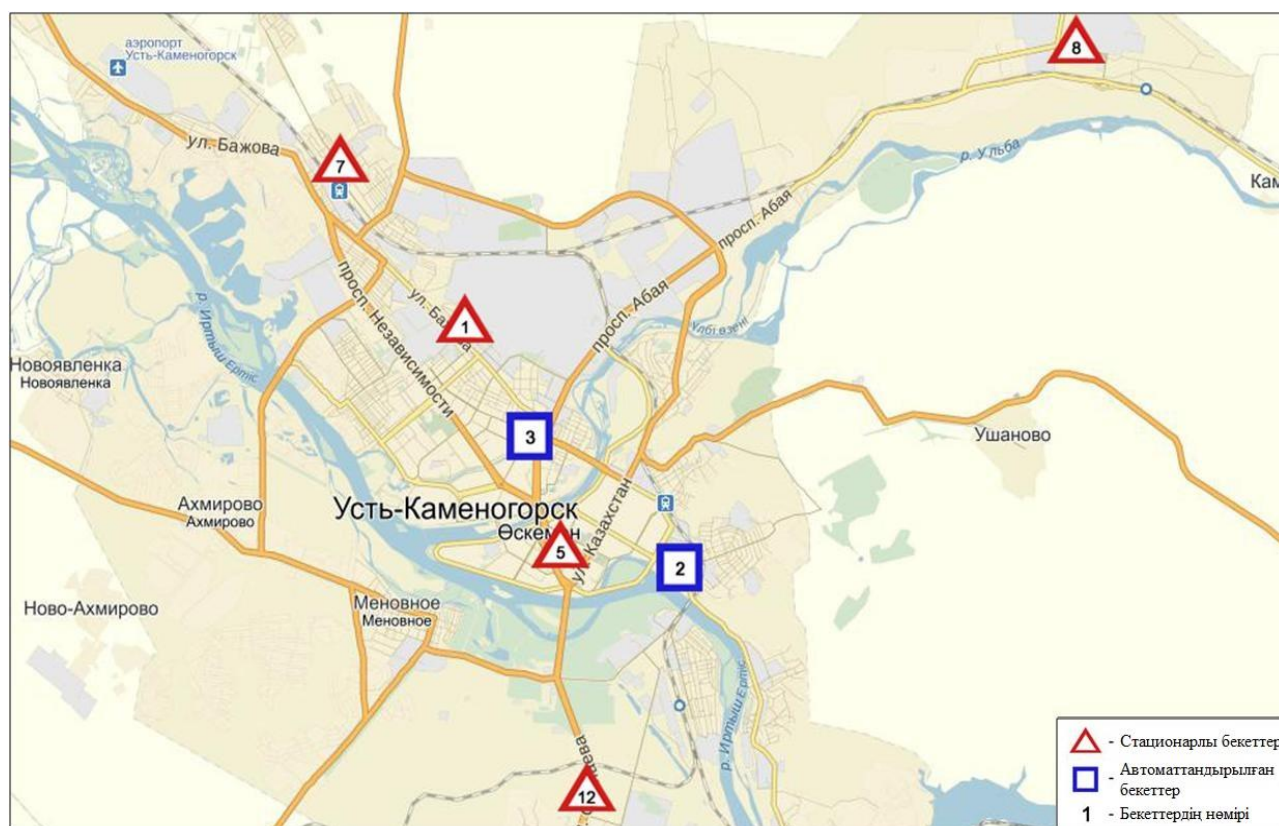 аэропорт
Усть-Каменогорск
8
ул. Бажова
7
р. Ульба
Кам
просп. Абая
р. Иртыш Ертіс
просп. Независимости
ул. Ба
1
просп. Абая
Үлбі өзені
Новоявленка
Новоявленка
3
Ушаново
Ахмирово
Ахмирово
Усть-Каменогорск
Өскемен
5
ул. Казахстан
2
Ново-Ахмирово
Меновное
Меновное
р. Иртыш Ертіс
12
- Стационарлы бекеттер
- Автоматтандырылған
бекеттер
1 - Бекеттердің нөмірі